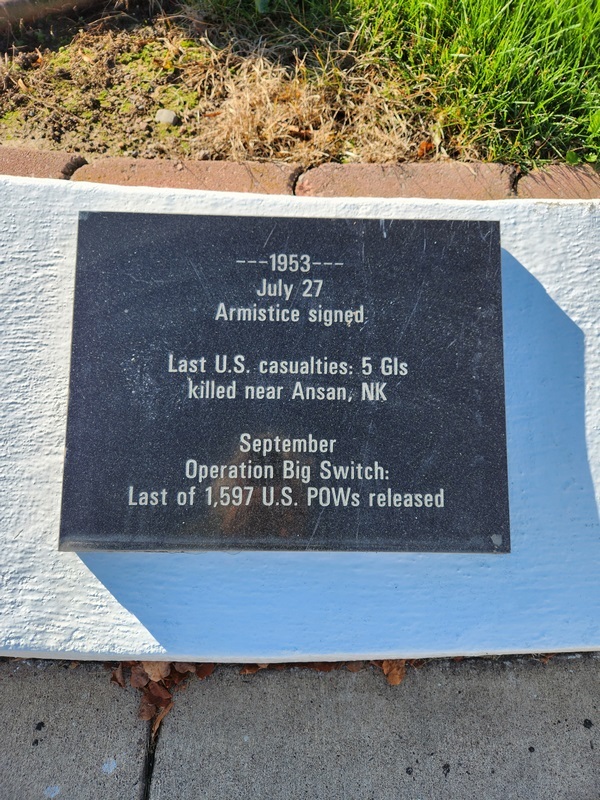 ---1953---
July 27
Armistice signed
Last U.S. casualties: 5 GIs
killed near Ansan, NK
September
Operation Big Switch:
Last of 1,597 U.S. POWs released